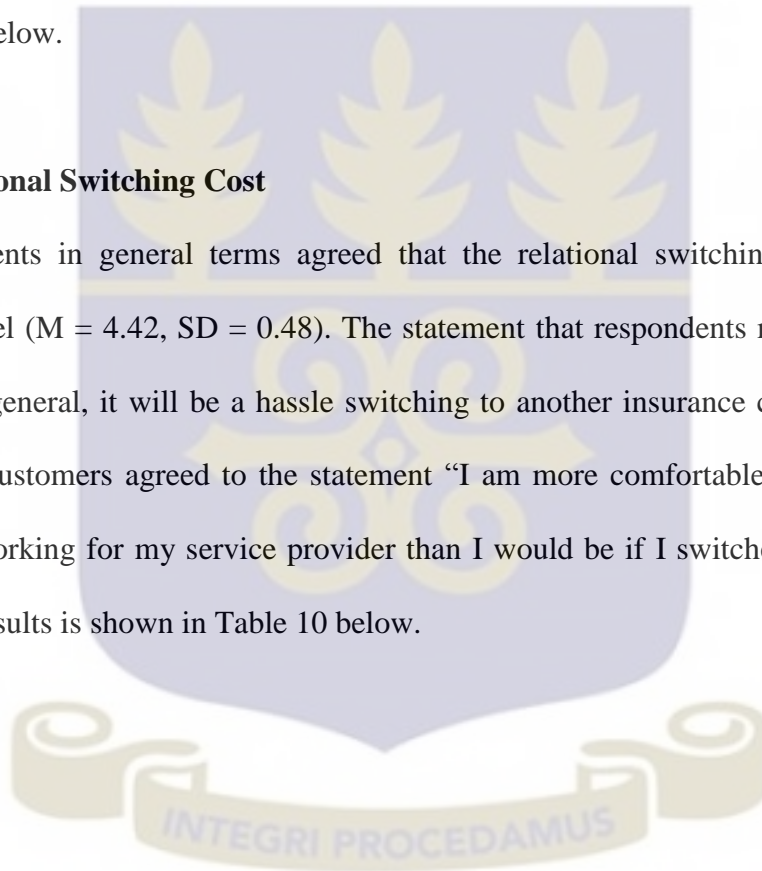 elow.
onal Switching Cost
ents in general terms agreed that the relational switchin
el (M = 4.42, SD = 0.48). The statement that respondents
general, it will be a hassle switching to another insurance
ustomers agreed to the statement “I am more comfortable
orking for my service provider than I would be if I switche
sults is shown in Table 10 below.
INTEGRI PROCEDAMUS